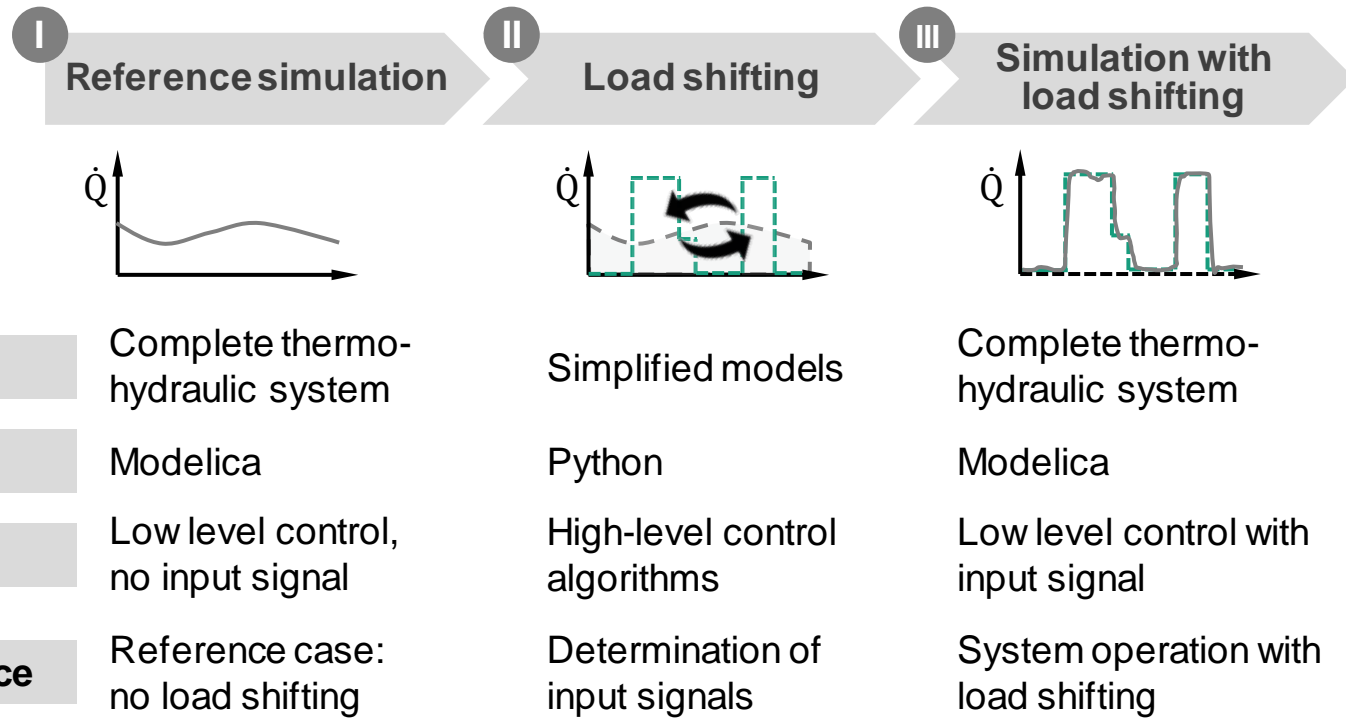 I
Reference simulation
II
Load shifting
III
Simulation with
load shifting
Q̇
Q̇
Q̇
Complete thermo-
hydraulic system
Simplified models
Complete thermo-
hydraulic system
Modelica
Python
Modelica
Low level control,
no input signal
High-level control
algorithms
Low level control with
input signal
ce
Reference case:
no load shifting
Determination of
input signals
System operation with
load shifting